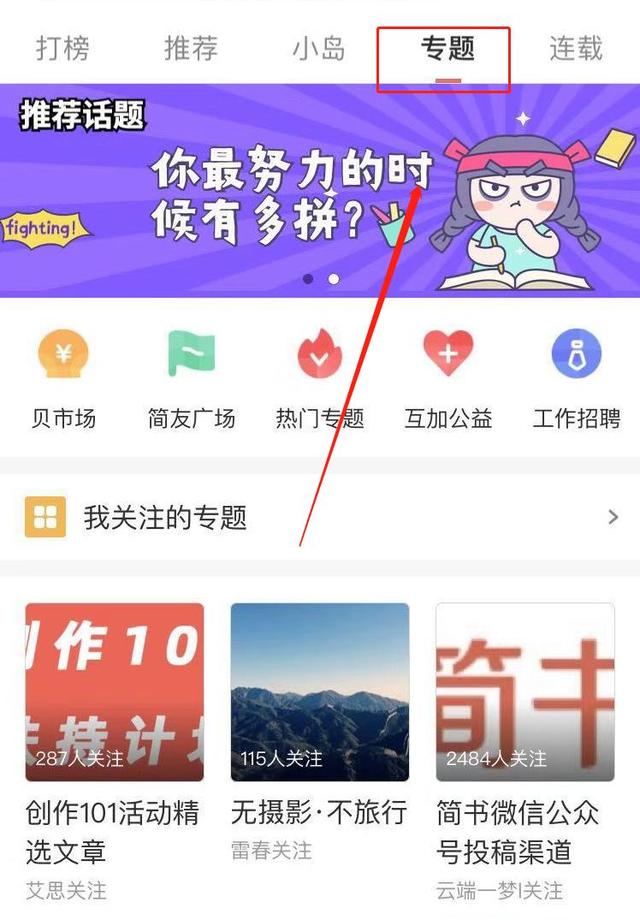 打榜 推荐 小岛 专题 连载
推荐话题
你最努力的时
候有多拼?
fighting!
贝市场 简友广场 热门专题 互加公益 工作招聘
我关注的专题
创作10
扶持计划
简书
287人关注 115人关注 2484人关注
创作101活动精
选文章
艾思关注
无摄影·不旅行
雷春关注
简书微信公众
号投稿渠道
云端一梦l关注